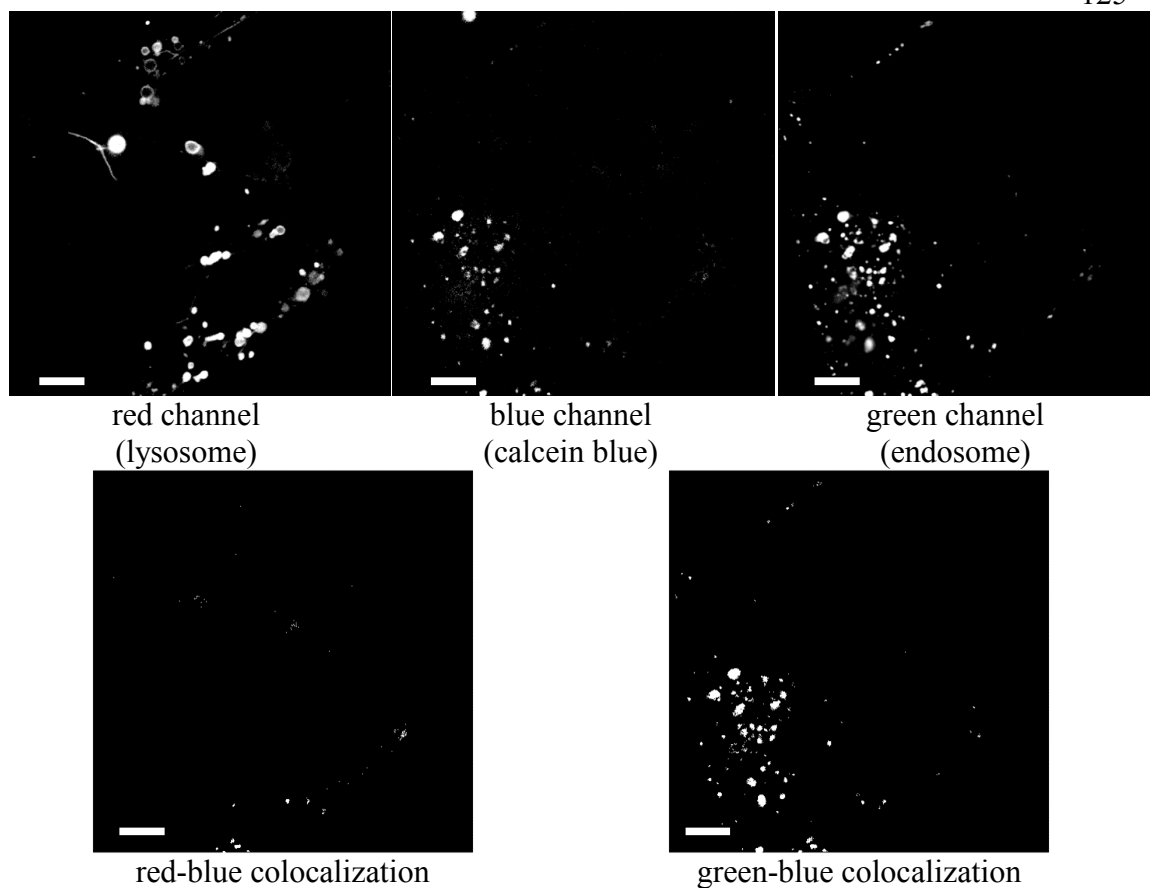 red channel
(lysosome)
blue channel
(calcein blue)
green channel
(endosome)
red-blue colocalization
green-blue colocalization